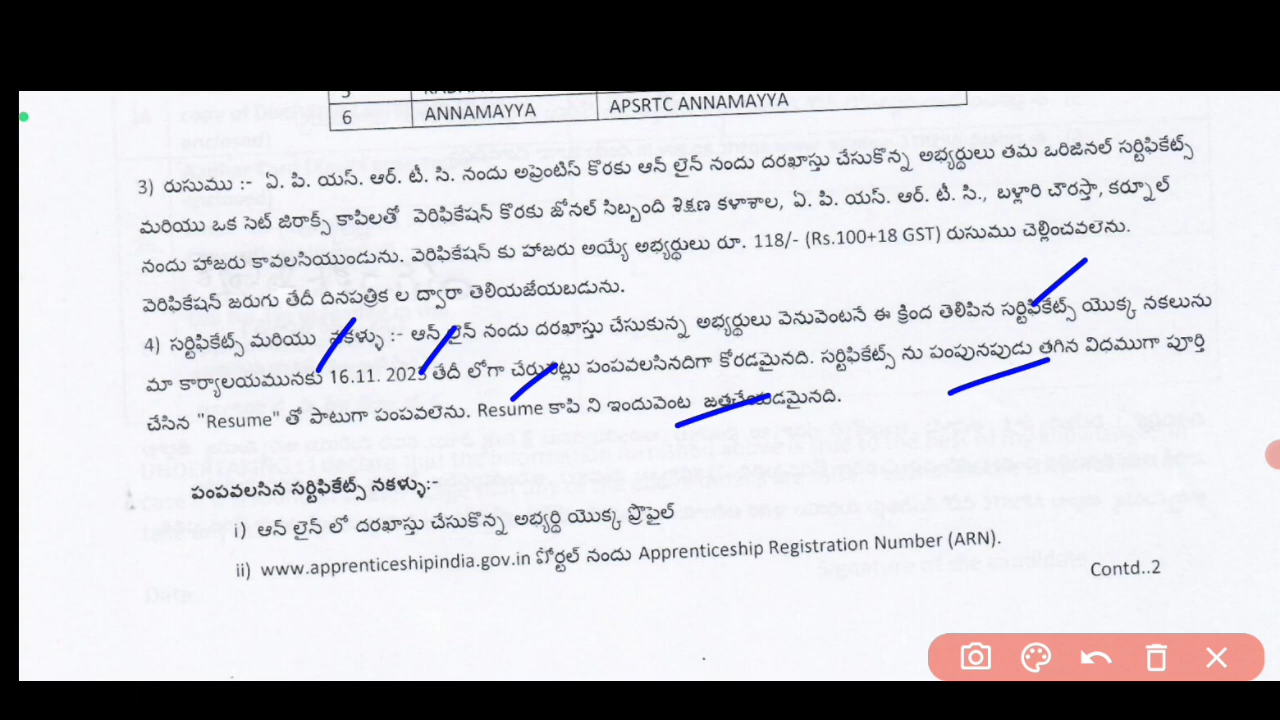 6 ANNAMAYYA APSRTC ANNAMAYYA
3) రుసుము :- ఏ. పి. యస్. ఆర్. టీ. సి. నందు అప్రెంటిస్ కొరకు ఆన్ లైన్ నందు దరఖాస్తు చేసుకొన్న అభ్యర్థులు తమ ఒరిజినల్ సర్టిఫికేట్స్
మరియు ఒక సెట్ జిరాక్స్ కాపిలతో వెరిఫికేషన్ కొరకు జోనల్ సిబ్బంది శిక్షణ కళాశాల, ఏ. పి. యస్. ఆర్. టీ. సి., బళ్లారి చౌరస్తా, కర్నూల్
నందు హాజరు కావలసియుండును. వెరిఫికేషన్ కు హాజరు అయ్యే అభ్యర్థులు రూ. 118/- (Rs.100+18 GST) రుసుము చెల్లించవలెను.
వెరిఫికేషన్ జరుగు తేదీ దినపత్రిక ల ద్వారా తెలియజేయబడును.
4) సర్టిఫికేట్స్ మరియు నకళ్ళు :- ఆన్ లైన్ నందు దరఖాస్తు చేసుకున్న అభ్యర్థులు వెనువెంటనే ఈ క్రింద తెలిపిన సర్టిఫికేట్స్ యొక్క నకలును
మా కార్యాలయమునకు 16.11. 2025 తేదీ లోగా చేరునట్లు పంపవలసినదిగా కోరడమైనది. సర్టిఫికేట్స్ ను పంపునపుడు తగిన విధముగా పూర్తి
చేసిన "Resume" తో పాటుగా పంపవలెను. Resume కాపి ని ఇందువెంట జతచేయడమైనది.
పంపవలసిన సర్టిఫికేట్స్ నకళ్ళు:-
i) ఆన్ లైన్ లో దరఖాస్తు చేసుకొన్న అభ్యర్ధి యొక్క ప్రొఫైల్
ii) www.apprenticeshipindia.gov.in పోర్టల్ నందు Apprenticeship Registration Number (ARN).
Contd..2